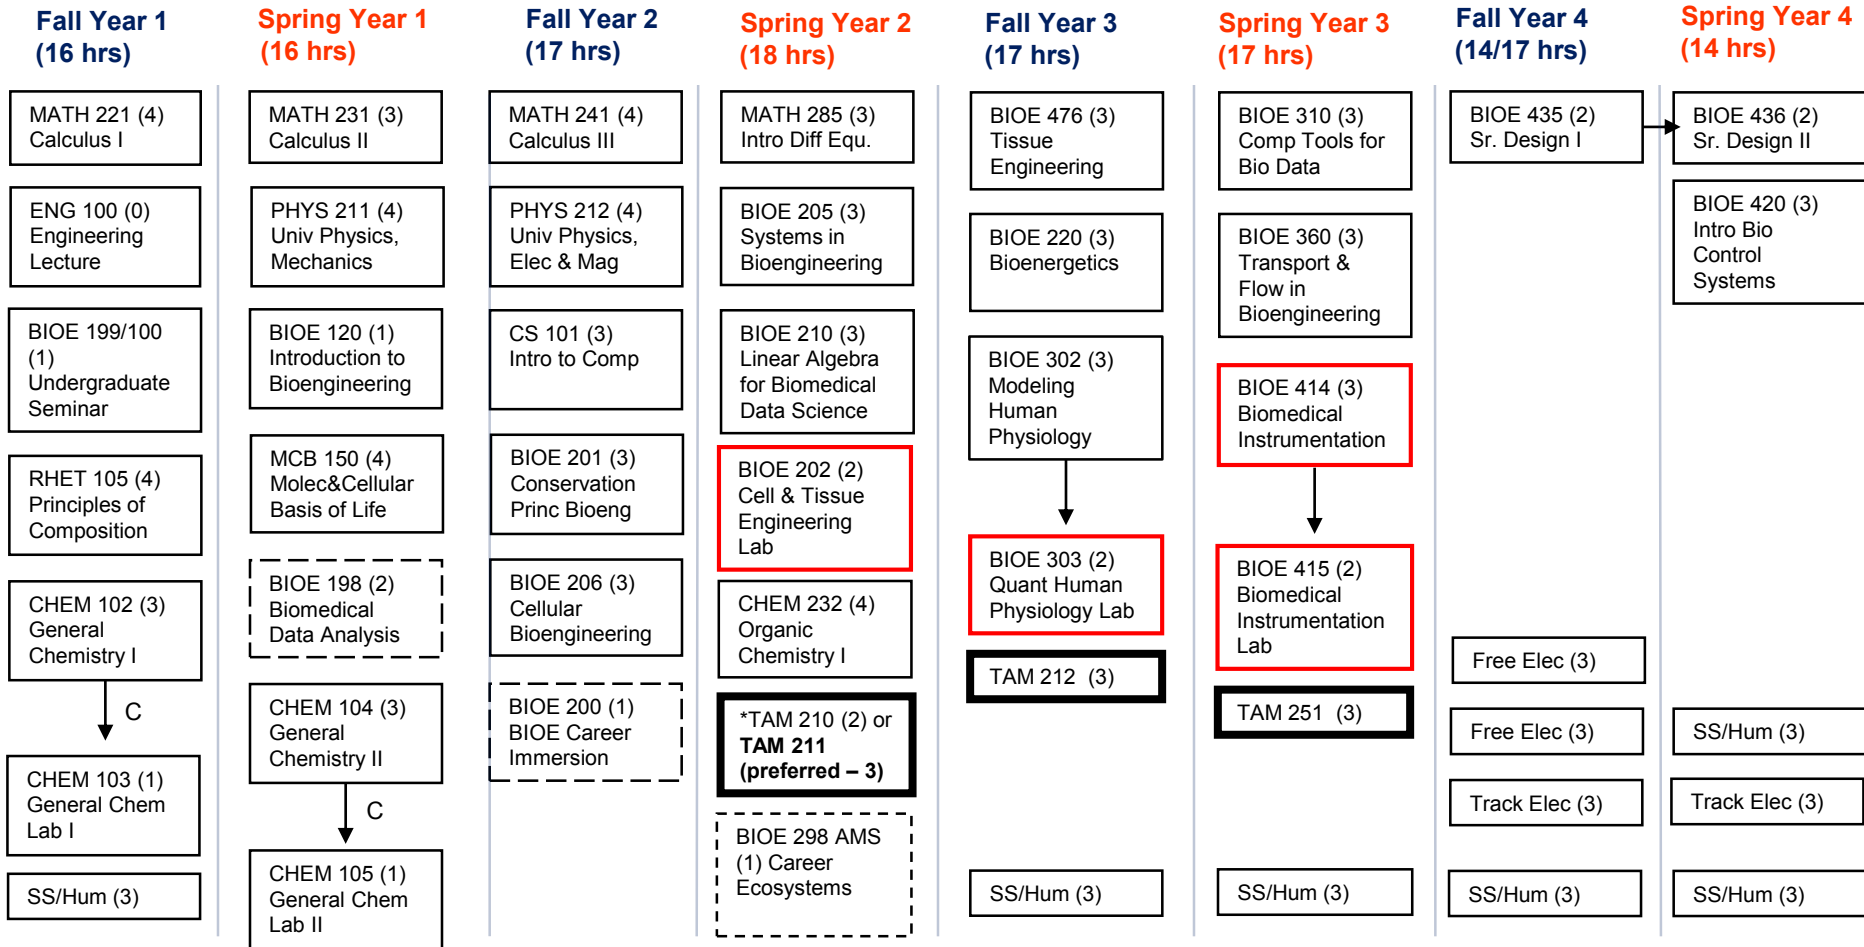 Fall Year 1
(16 hrs)
MATH 221 (4)
Calculus I
ENG 100 (0)
Engineering
Lecture
BIOE 199/100
(1)
Undergraduate
Seminar
RHET 105 (4)
Principles of
Composition
CHEM 102 (3)
General
Chemistry I
C
CHEM 103 (1)
General Chem
Lab I
SS/Hum (3)
Spring Year 1
(16 hrs)
MATH 231 (3)
Calculus II
PHYS 211 (4)
Univ Physics,
Mechanics
BIOE 120 (1)
Introduction to
Bioengineering
MCB 150 (4)
Molec&Cellular
Basis of Life
BIOE 198 (2)
Biomedical
Data Analysis
CHEM 104 (3)
General
Chemistry II
C
CHEM 105 (1)
General Chem
Lab II
Fall Year 2
(17 hrs)
MATH 241 (4)
Calculus III
PHYS 212 (4)
Univ Physics,
Elec & Mag
CS 101 (3)
Intro to Comp
BIOE 201 (3)
Conservation
Princ Bioeng
BIOE 206 (3)
Cellular
Bioengineering
BIOE 200 (1)
BIOE Career
Immersion
Spring Year 2
(18 hrs)
MATH 285 (3)
Intro Diff Equ.
BIOE 205 (3)
Systems in
Bioengineering
BIOE 210 (3)
Linear Algebra
for Biomedical
Data Science
BIOE 202 (2)
Cell & Tissue
Engineering
Lab
CHEM 232 (4)
Organic
Chemistry I
*TAM 210 (2) or
TAM 211
(preferred – 3)
BIOE 298 AMS
(1) Career
Ecosystems
Fall Year 3
(17 hrs)
BIOE 476 (3)
Tissue
Engineering
BIOE 220 (3)
Bioenergetics
BIOE 302 (3)
Modeling
Human
Physiology
BIOE 303 (2)
Quant Human
Physiology Lab
TAM 212 (3)
SS/Hum (3)
Spring Year 3
(17 hrs)
BIOE 310 (3)
Comp Tools for
Bio Data
BIOE 360 (3)
Transport &
Flow in
Bioengineering
BIOE 414 (3)
Biomedical
Instrumentation
BIOE 415 (2)
Biomedical
Instrumentation
Lab
TAM 251 (3)
SS/Hum (3)
Fall Year 4
(14/17 hrs)
BIOE 435 (2)
Sr. Design I
Free Elec (3)
Free Elec (3)
Track Elec (3)
SS/Hum (3)
Spring Year 4
(14 hrs)
BIOE 436 (2)
Sr. Design II
BIOE 420 (3)
Intro Bio
Control
Systems
SS/Hum (3)
Track Elec (3)
SS/Hum (3)